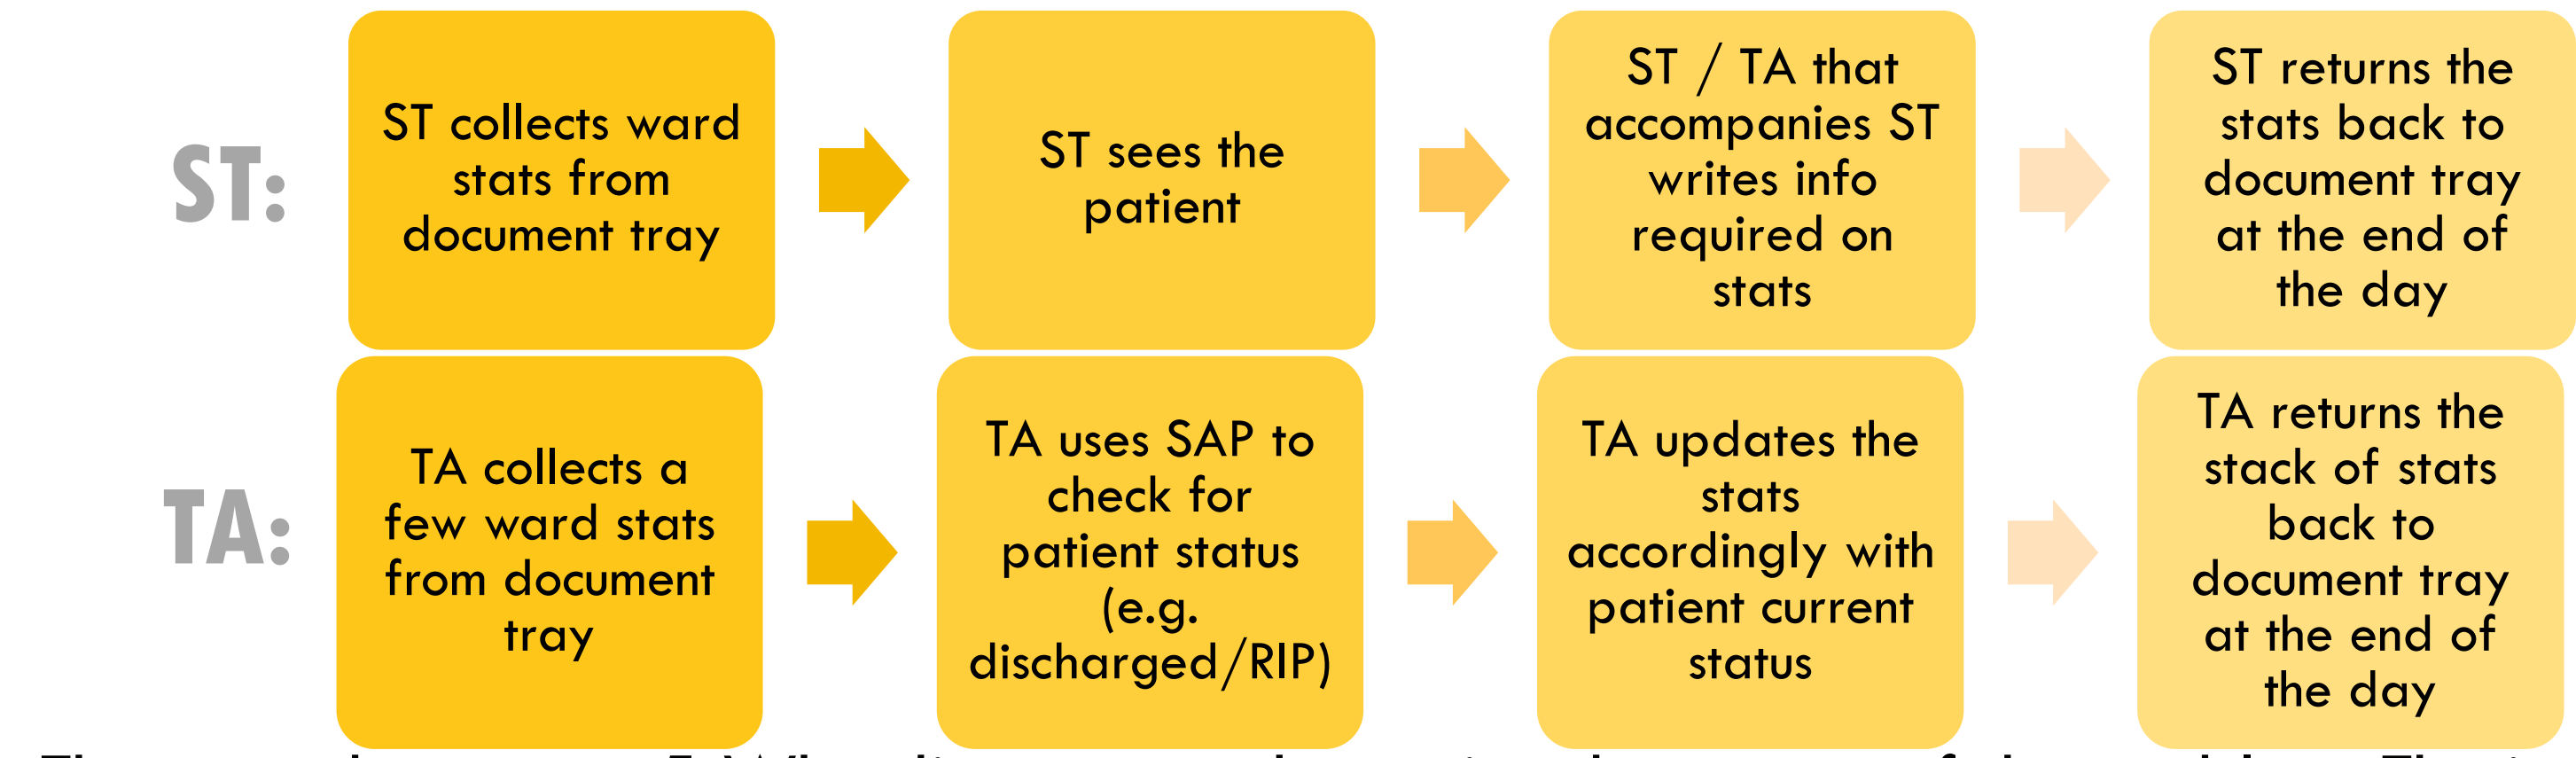 ST:
ST collects ward
stats from
document tray
ST sees the
patient
ST / TA that
accompanies ST
writes info
required on
stats
ST returns the
stats back to
document tray
at the end of
the day
TA:
TA collects a
few ward stats
from document
tray
TA uses SAP to
check for
patient status
(e.g.
discharged/RIP)
TA updates the
stats
accordingly with
patient current
status
TA returns the
stack of stats
back to
document tray
at the end of
the day